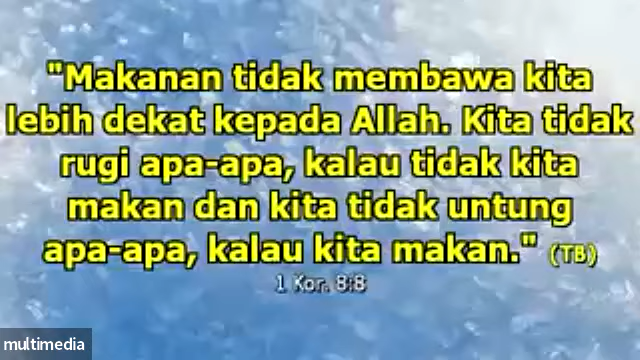 "Makanan tidak membawa kita
lebih dekat kepada Allah. Kita tidak
rugi apa-apa, kalau tidak kita
makan dan kita tidak untung
apa-apa, kalau kita makan." (TB)
1 Kor. 8:8
multimedia